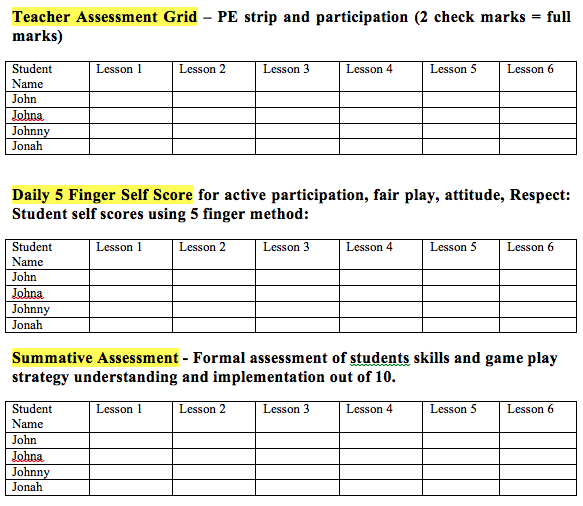 Teacher Assessment Grid – PE strip and participation (2 check marks = full
marks)
Student Name Lesson 1 Lesson 2 Lesson 3 Lesson 4 Lesson 5 Lesson 6
John
Johna
Johnny
Jonah
Daily 5 Finger Self Score for active participation, fair play, attitude, Respect:
Student self scores using 5 finger method:
Student Name Lesson 1 Lesson 2 Lesson 3 Lesson 4 Lesson 5 Lesson 6
John
Johna
Johnny
Jonah
Summative Assessment - Formal assessment of students skills and game play
strategy understanding and implementation out of 10.
Student Name Lesson 1 Lesson 2 Lesson 3 Lesson 4 Lesson 5 Lesson 6
John
Johna
Johnny
Jonah